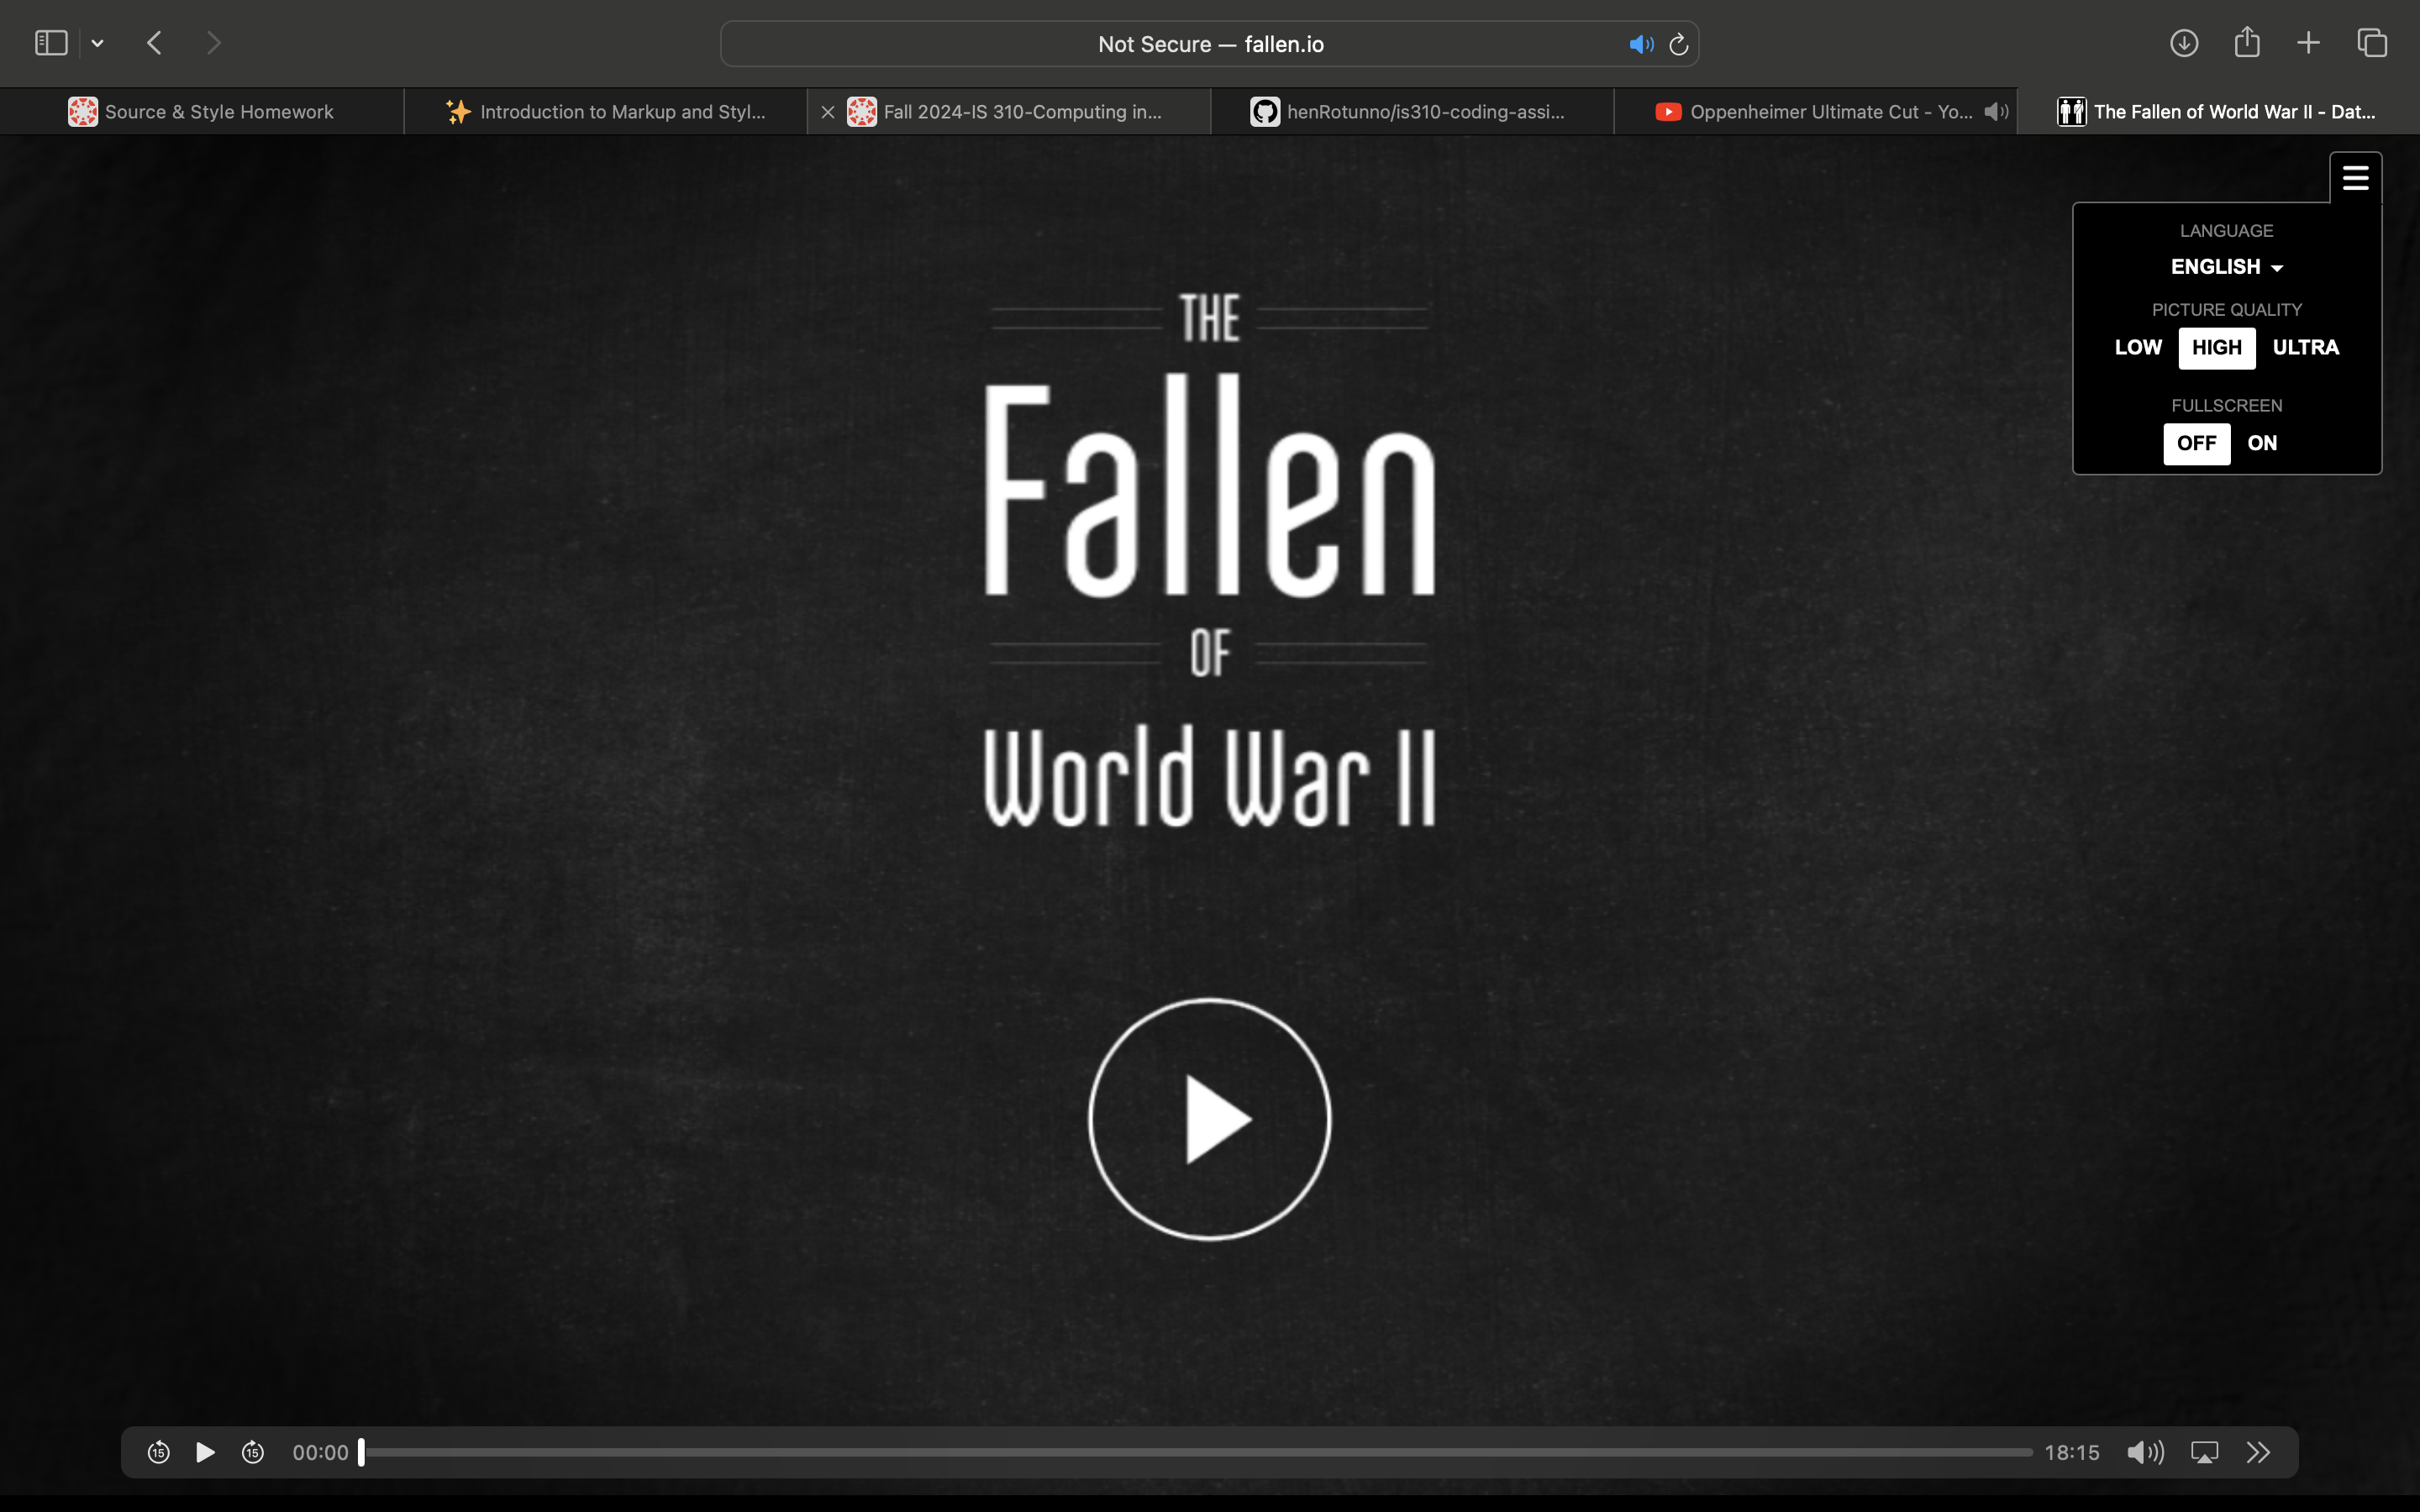 Not Secure — fallen.io
Source & Style Homework
Introduction to Markup and Styl...
Fall 2024-IS 310-Computing in...
henRotunno/is310-coding-assi...
Oppenheimer Ultimate Cut - Yo...
The Fallen of World War II - Dat...
LANGUAGE
ENGLISH
PICTURE QUALITY
LOW HIGH ULTRA
FULLSCREEN
OFF ON
THE
Fallen
OF
World War II
15 15 00:00 18:15